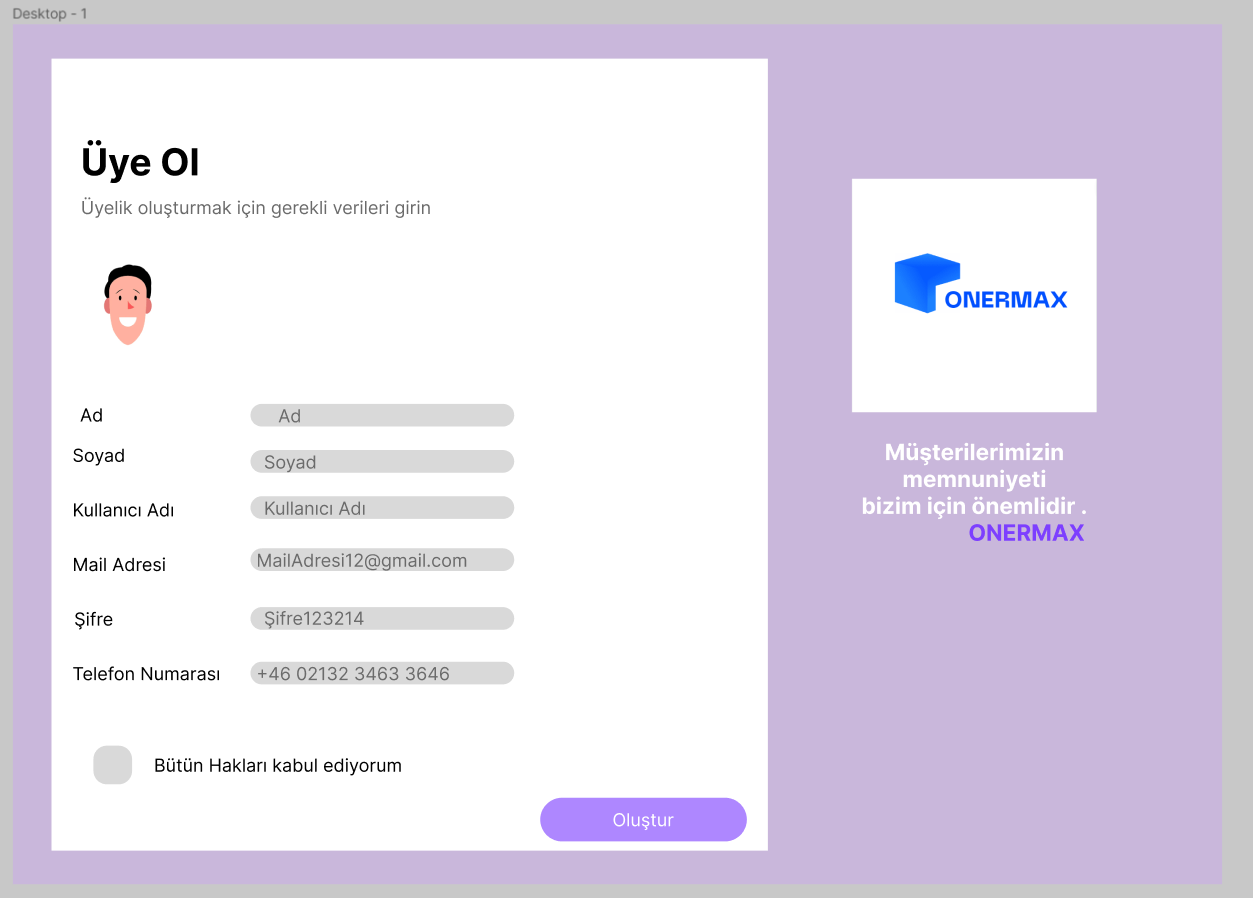 Desktop - 1
Üye Ol
Üyelik oluşturmak için gerekli verileri girin
Ad
Ad
Soyad
Soyad
Kullanıcı Adı
Kullanıcı Adı
Mail Adresi
MailAdresi12@gmail.com
Şifre
Şifre123214
Telefon Numarası
+46 02132 3463 3646
Bütün Hakları kabul ediyorum
Oluştur
ONERMAX
Müşterilerimizin
memnuniyeti
bizim için önemlidir .
ONERMAX